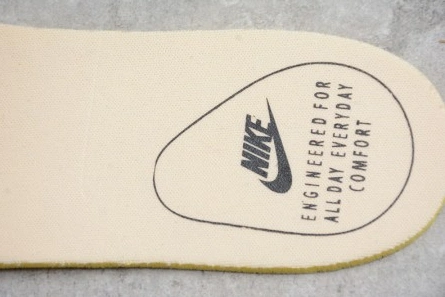 NIKE
ENGINEERED FOR
ALL DAY EVERYDAY
COMFORT